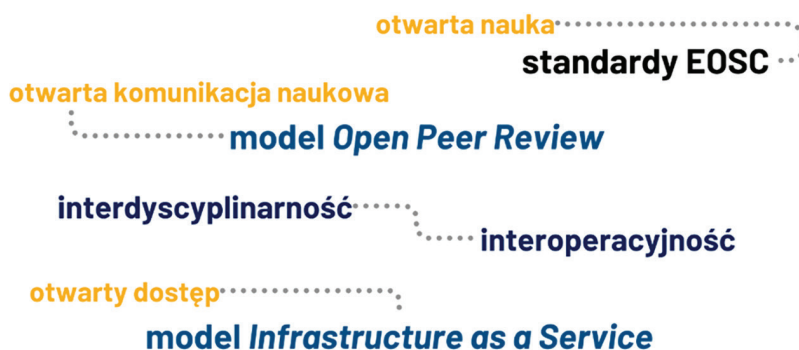 otwarta nauka
standardy EOSC
otwarta komunikacja naukowa
model Open Peer Review
interdyscyplinarność
interoperacyjność
otwarty dostęp
model Infrastructure as a Service